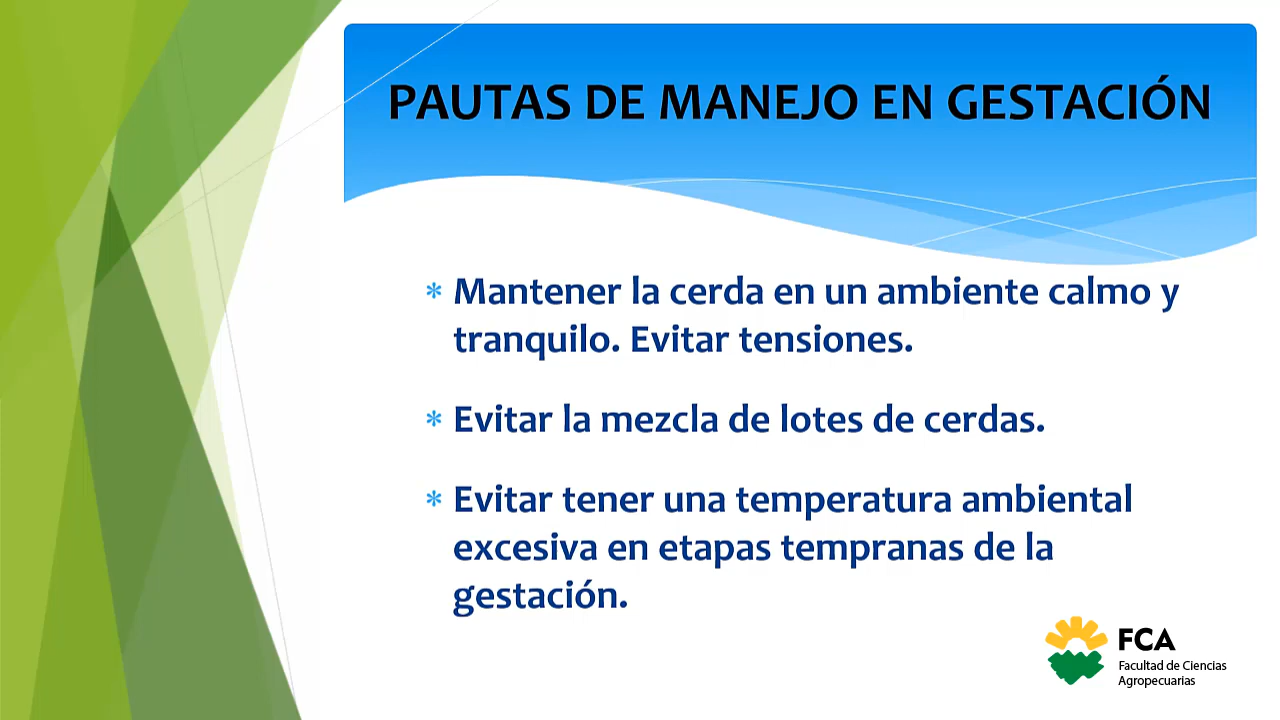 PAUTAS DE MANEJO EN GESTACIÓN
* Mantener la cerda en un ambiente calmo y
tranquilo. Evitar tensiones.
* Evitar la mezcla de lotes de cerdas.
* Evitar tener una temperatura ambiental
excesiva en etapas tempranas de la
gestación.
FCA
Facultad de Ciencias
Agropecuarias